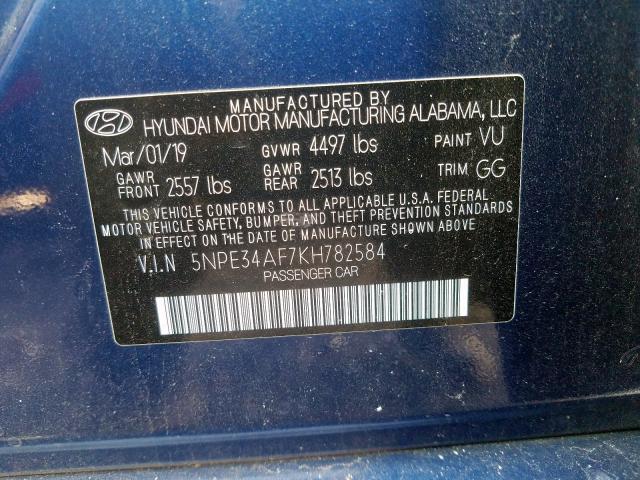 MANUFACTURED BY
HYUNDAI MOTOR MANUFACTURING ALABAMA, LLC
Mar/01/19 GVWR 4497 lbs PAINT VU
GAWR FRONT 2557 lbs GAWR REAR 2513 lbs TRIM GG
THIS VEHICLE CONFORMS TO ALL APPLICABLE U.S.A. FEDERAL
MOTOR VEHICLE SAFETY, BUMPER, AND THEFT PREVENTION STANDARDS
IN EFFECT ON THE DATE OF MANUFACTURE SHOWN ABOVE.
V.I.N 5NPE34AF7KH782584
PASSENGER CAR